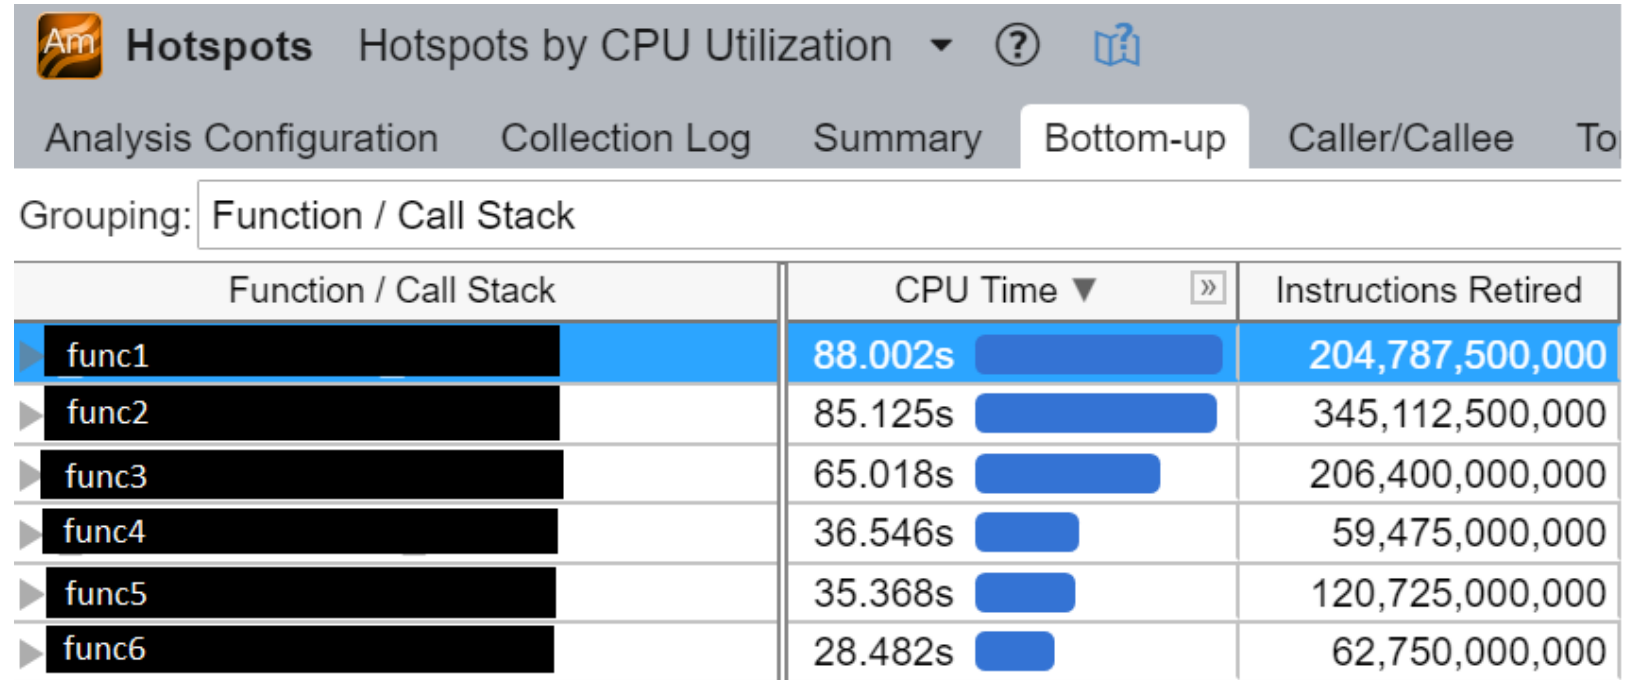 Am Hotspots Hotspots by CPU Utilization ?
Analysis Configuration Collection Log Summary Bottom-up Caller/Callee To
Grouping: Function / Call Stack
Function / Call Stack CPU Time ▼ » Instructions Retired
func1 88.002s 204,787,500,000
func2 85.125s 345,112,500,000
func3 65.018s 206,400,000,000
func4 36.546s 59,475,000,000
func5 35.368s 120,725,000,000
func6 28.482s 62,750,000,000